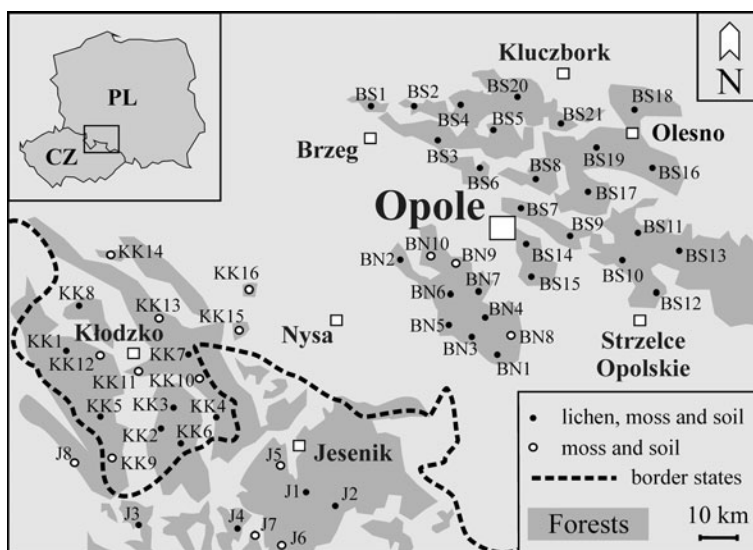 PL
CZ
N
Kluczbork
BS20
BS1
BS2
BS18
BS4
BS5
BS21
Olesno
Brzeg
BS3
BS19
BS6
BS8
BS16
BS17
Opole
BS7
BS9
BS11
BN10
BN9
BN2
BS14
BS10
BS13
BS15
BN7
BN6
BS12
BN4
BN5
BN3
BN8
BN1
Strzelce
Opolskie
KK14
KK16
KK8
KK13
KK15
Nysa
Kłodzko
KK1
KK7
KK12
KK11
KK10
KK5
KK3
KK4
KK2
KK6
J8
KK9
Jesenik
J5
J1
J2
J3
J4
J7
J6
lichen, moss and soil
moss and soil
border states
Forests
10 km